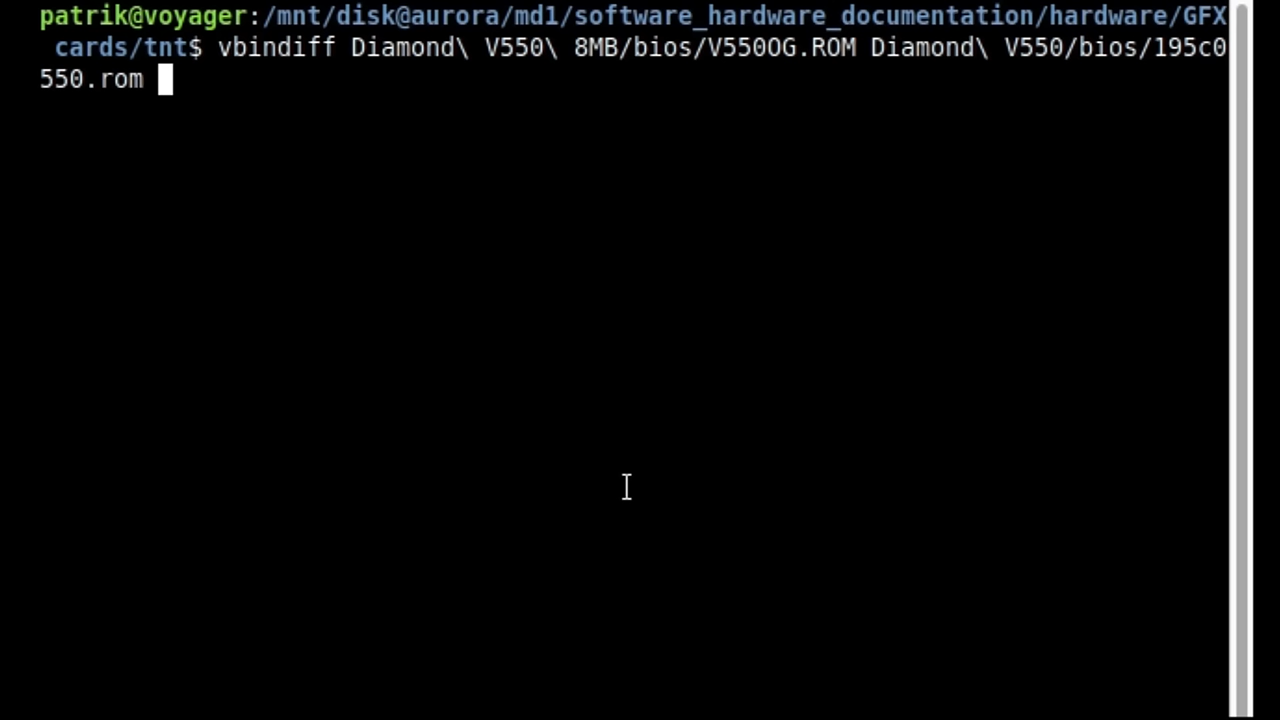 patrik@voyager:/mnt/disk@aurora/md1/software_hardware_documentation/hardware/GFX
 cards/tnt$ vbindiff Diamond\ V550\ 8MB/bios/V550OG.ROM Diamond\ V550/bios/195c0
550.rom